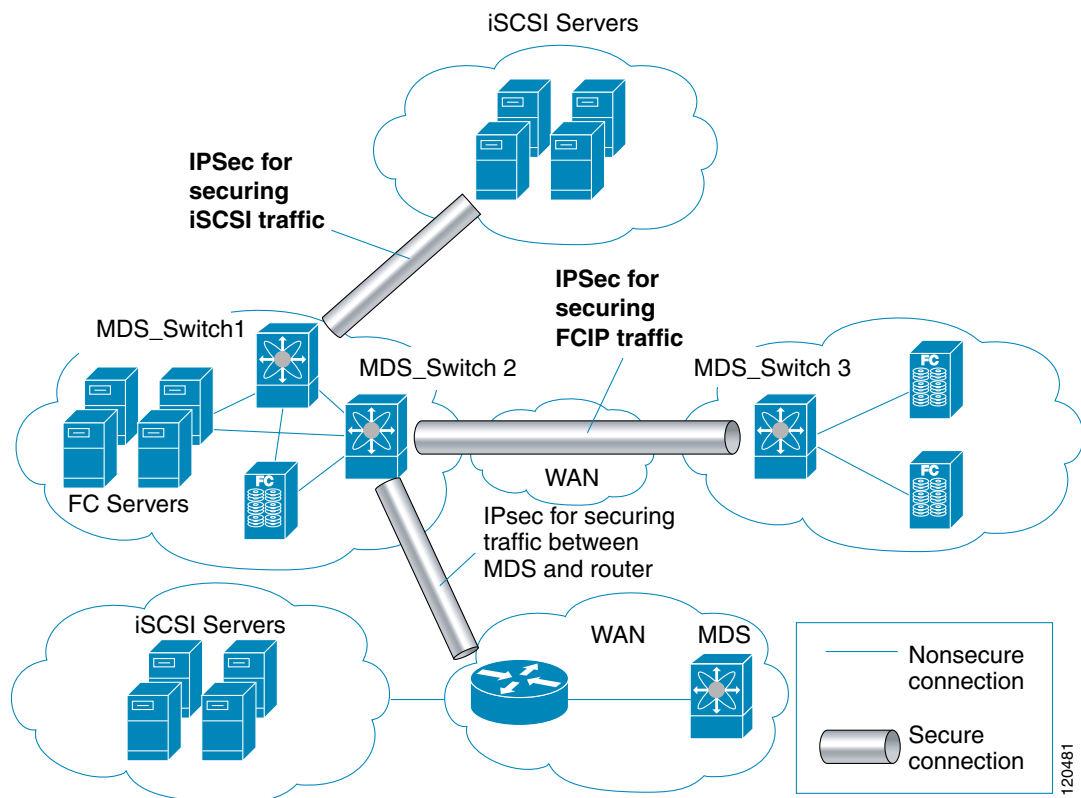 iSCSI Servers
IPSec for
securing
iSCSI traffic
IPSec for
securing
FCIP traffic
MDS_Switch1
MDS_Switch 2
MDS_Switch 3
FC
FC
FC
FC Servers
WAN
IPsec for securing
traffic between
MDS and router
iSCSI Servers
WAN
MDS
Nonsecure
connection
Secure
connection
120481